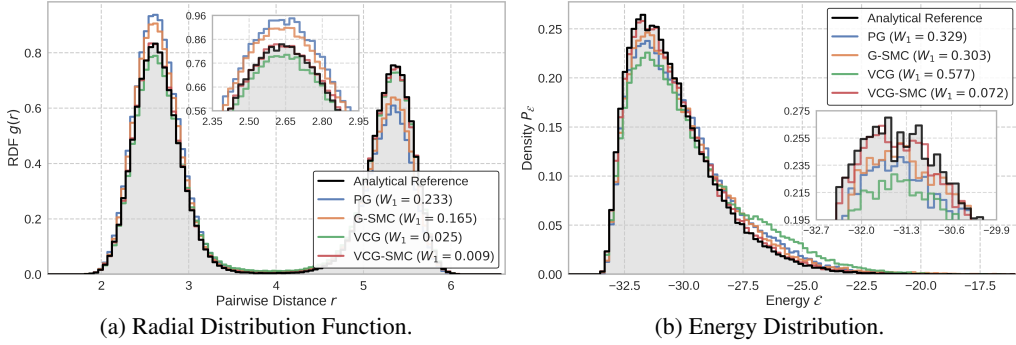 0.8
0.6
0.4
0.2
0.0
RDF g(r)
0.96
0.86
0.76
0.66
0.56
2.35
2.50
2.65
2.80
2.95
Analytical Reference
PG (W₁ = 0.233)
G-SMC (W₁ = 0.165)
VCG (W₁ = 0.025)
VCG-SMC (W₁ = 0.009)
2
3
4
5
6
Pairwise Distance r
(a) Radial Distribution Function.
0.25
0.20
0.15
0.10
0.05
0.00
Density P_ℰ
Analytical Reference
PG (W₁ = 0.329)
G-SMC (W₁ = 0.303)
VCG (W₁ = 0.577)
VCG-SMC (W₁ = 0.072)
0.275
0.255
0.235
0.215
0.195
−32.7
−32.0
−31.3
−30.6
−29.9
−32.5
−30.0
−27.5
−25.0
−22.5
−20.0
−17.5
Energy ℰ
(b) Energy Distribution.